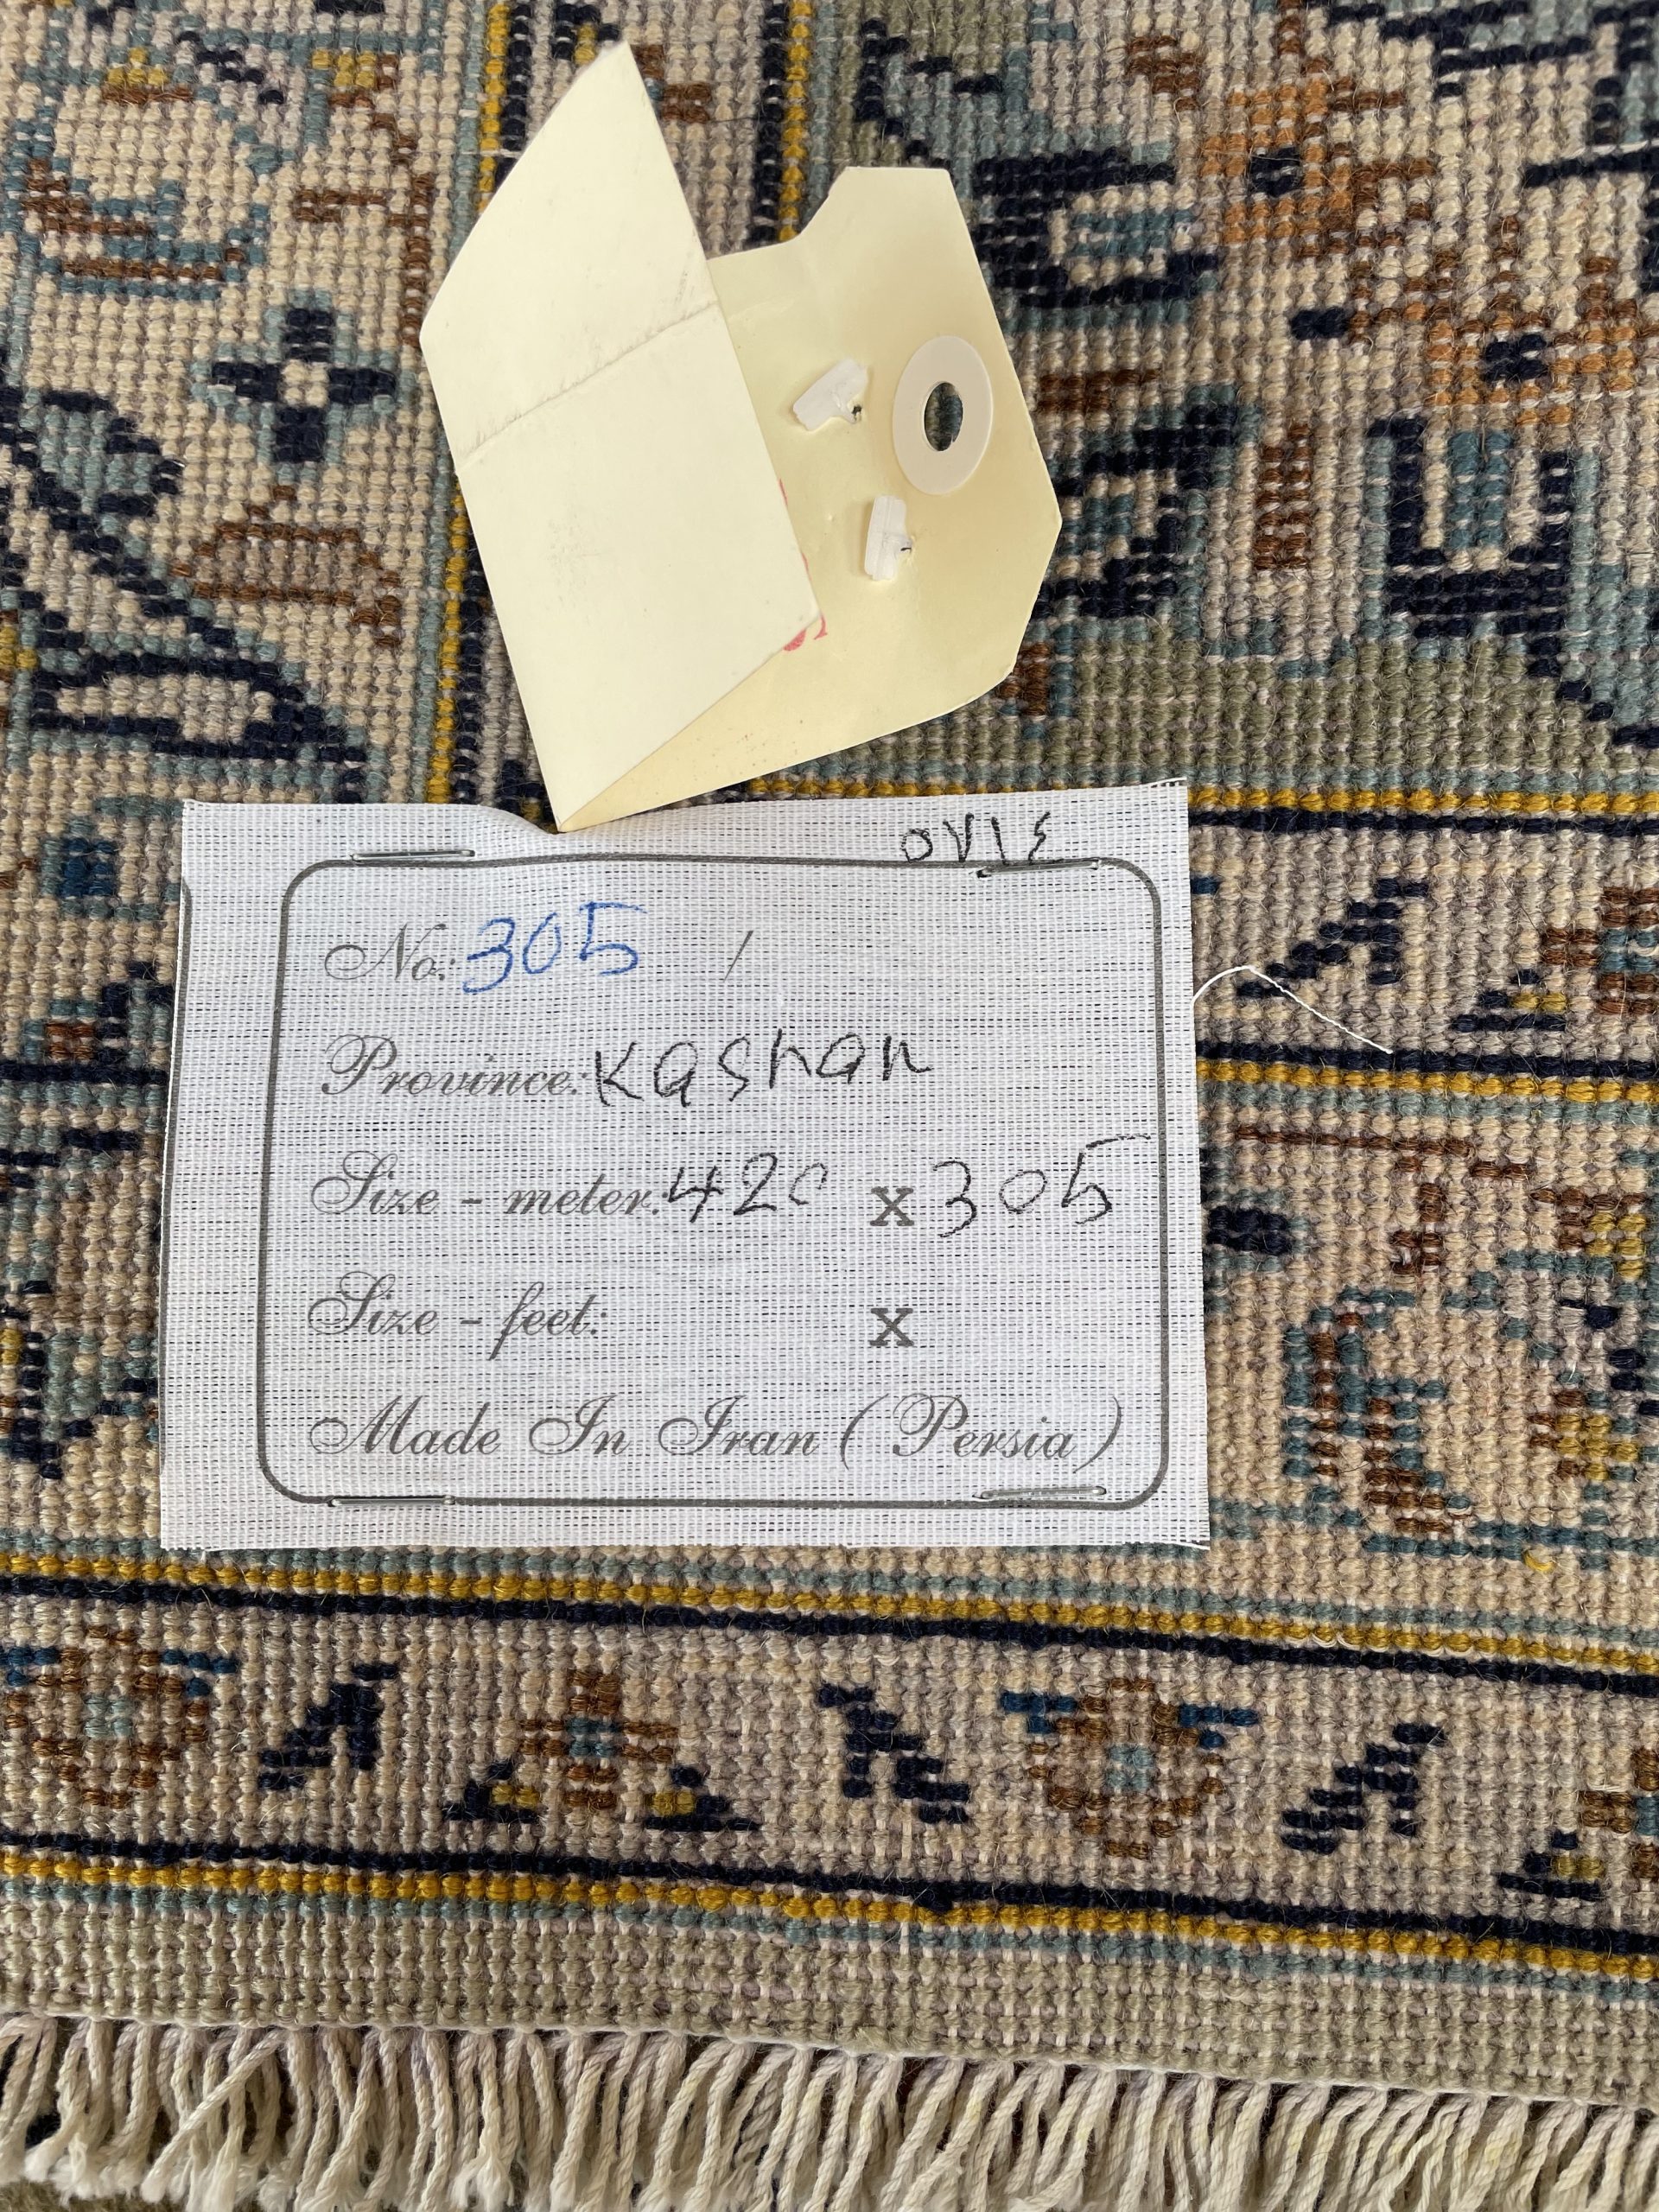 ٥٧١٤
No.: 305 /
Province: Kashan
Size - meter: 420 x 305
Size - feet: x
Made In Iran (Persia)